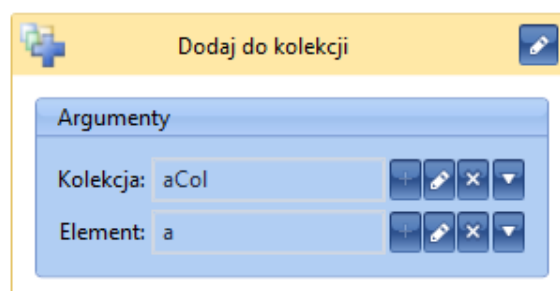 Dodaj do kolekcji
Argumenty
Kolekcja: aCol
Element: a